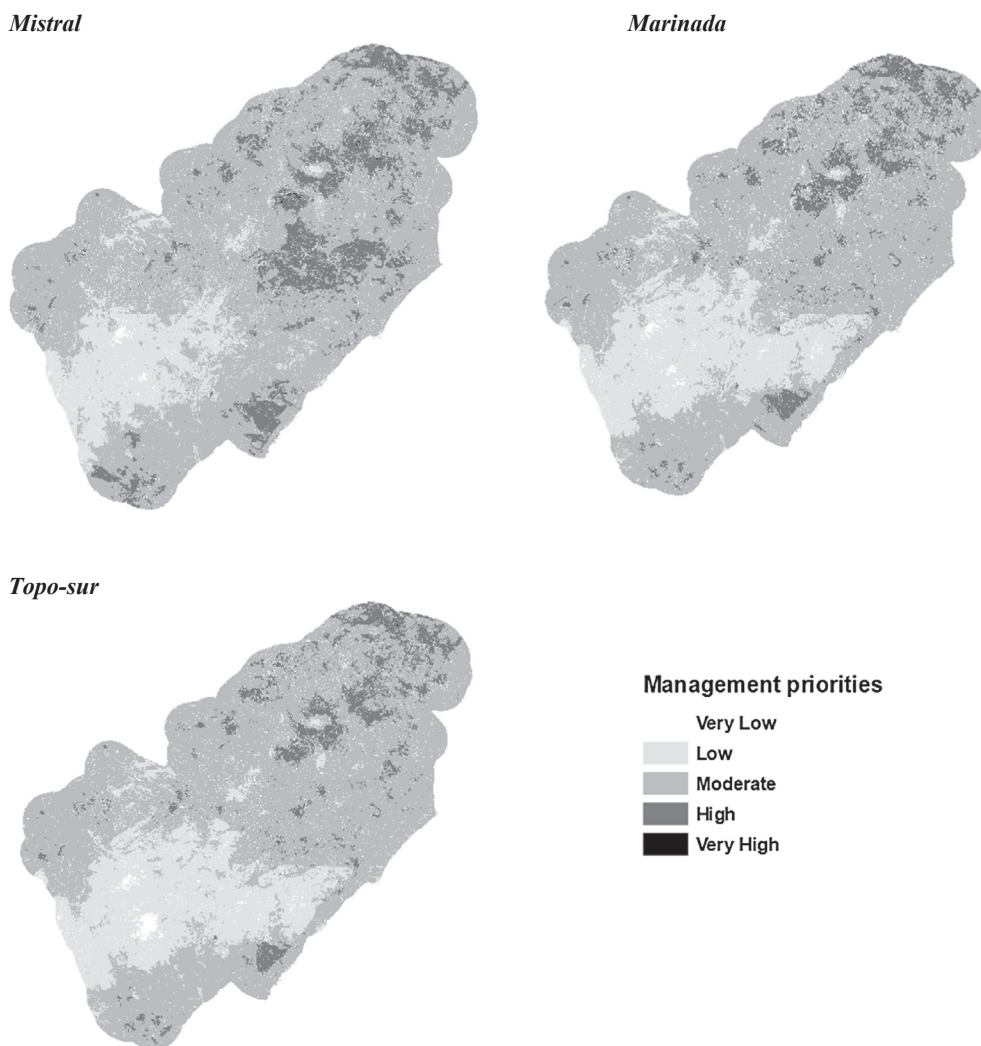 Mistral
Marinada
Topo-sur
Management priorities
Very Low
Low
Moderate
High
Very High